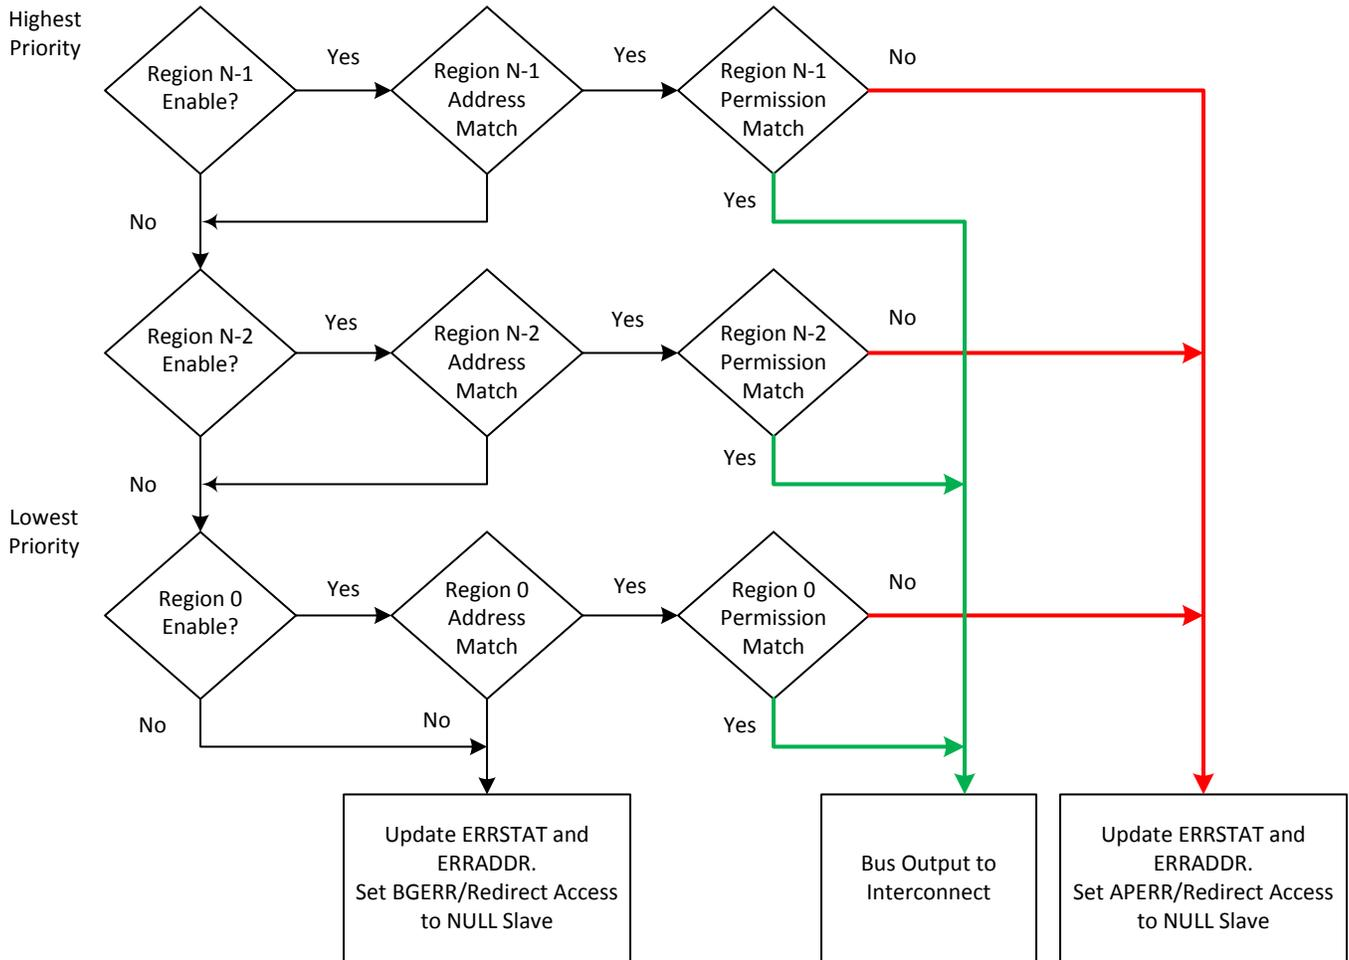 Highest
Priority
Region N-1
Enable?
Yes
Region N-1
Address
Match
Yes
Region N-1
Permission
Match
No
No
Yes
Region N-2
Enable?
Yes
Region N-2
Address
Match
Yes
Region N-2
Permission
Match
No
No
Yes
Lowest
Priority
Region 0
Enable?
Yes
Region 0
Address
Match
Yes
Region 0
Permission
Match
No
No
No
Yes
Update ERRSTAT and
ERRADDR.
Set BGERR/Redirect Access
to NULL Slave
Bus Output to
Interconnect
Update ERRSTAT and
ERRADDR.
Set APERR/Redirect Access
to NULL Slave